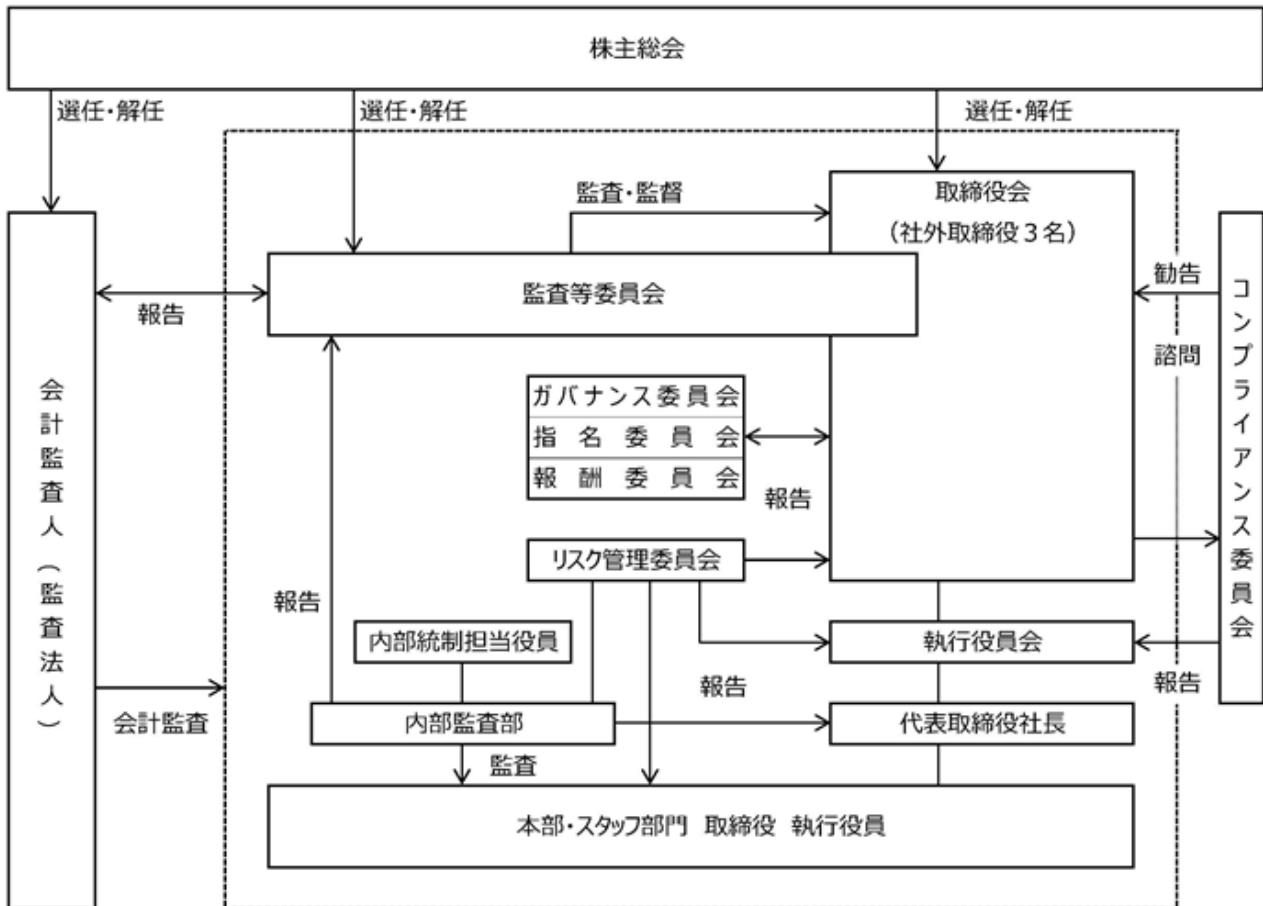 株主総会
選任・解任
選任・解任
選任・解任
監査・監督
取締役会
（社外取締役３名）
監査等委員会
報告
勧告
諮問
コンプライアンス委員会
会計監査人（監査法人）
ガバナンス委員会
指名委員会
報酬委員会
報告
リスク管理委員会
報告
内部統制担当役員
執行役員会
報告
報告
内部監査部
代表取締役社長
会計監査
監査
本部・スタッフ部門 取締役 執行役員